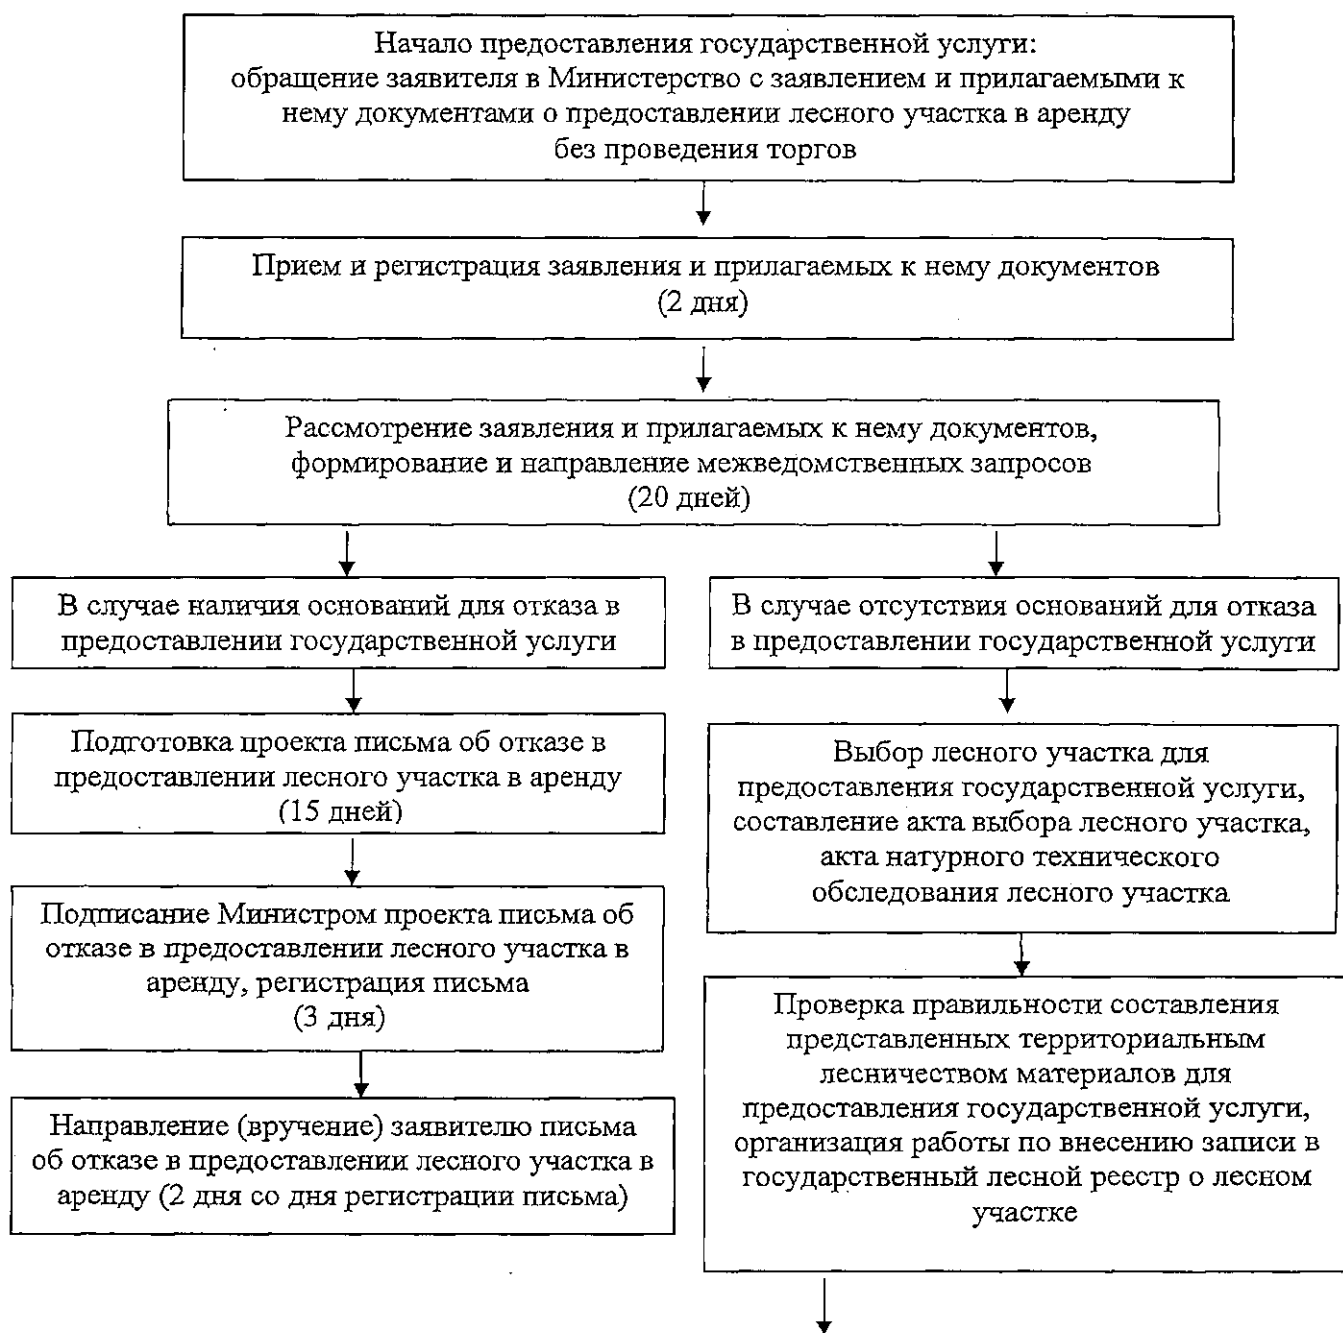 Начало предоставления государственной услуги:
обращение заявителя в Министерство с заявлением и прилагаемыми к
нему документами о предоставлении лесного участка в аренду
без проведения торгов
Прием и регистрация заявления и прилагаемых к нему документов
(2 дня)
Рассмотрение заявления и прилагаемых к нему документов,
формирование и направление межведомственных запросов
(20 дней)
В случае наличия оснований для отказа в
предоставлении государственной услуги
Подготовка проекта письма об отказе в
предоставлении лесного участка в аренду
(15 дней)
Подписание Министром проекта письма об
отказе в предоставлении лесного участка в
аренду, регистрация письма
(3 дня)
Направление (вручение) заявителю письма
об отказе в предоставлении лесного участка в
аренду (2 дня со дня регистрации письма)
В случае отсутствия оснований для отказа
в предоставлении государственной услуги
Выбор лесного участка для
предоставления государственной услуги,
составление акта выбора лесного участка,
акта натурного технического
обследования лесного участка
Проверка правильности составления
представленных территориальным
лесничеством материалов для
предоставления государственной услуги,
организация работы по внесению записи в
государственный лесной реестр о лесном
участке